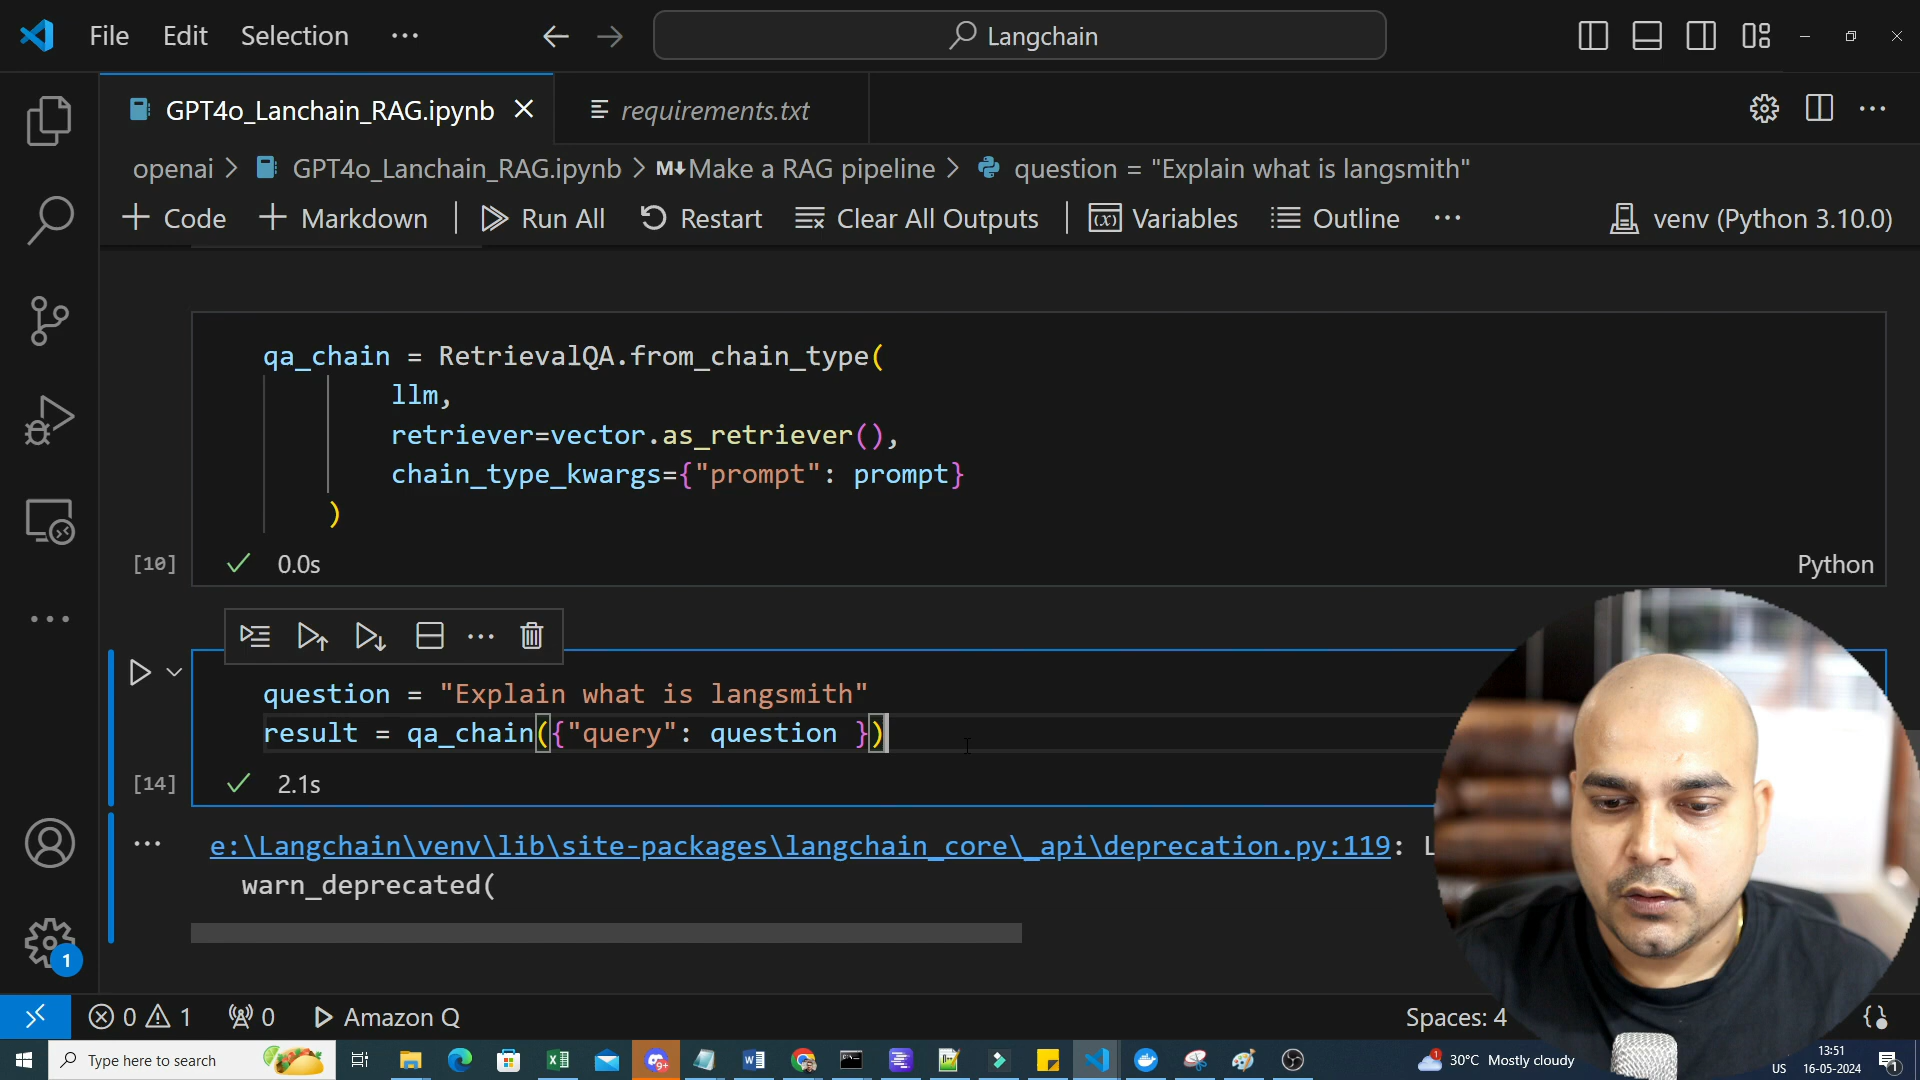 File Edit Selection ··· Langchain
GPT4o_Lanchain_RAG.ipynb requirements.txt
openai > GPT4o_Lanchain_RAG.ipynb > M↓Make a RAG pipeline > question = "Explain what is langsmith"
+ Code + Markdown | Run All Restart Clear All Outputs | Variables Outline ··· venv (Python 3.10.0)
qa_chain = RetrievalQA.from_chain_type(
llm,
retriever=vector.as_retriever(),
chain_type_kwargs={"prompt": prompt}
)
[10] ✓ 0.0s Python
question = "Explain what is langsmith"
result = qa_chain({"query": question })
[14] ✓ 2.1s
··· e:\Langchain\venv\lib\site-packages\langchain_core\_api\deprecation.py:119: L
warn_deprecated(
1
0 1 0 Amazon Q Spaces: 4
Type here to search 9+ 1 30°C Mostly cloudy US 13:51 16-05-2024 1